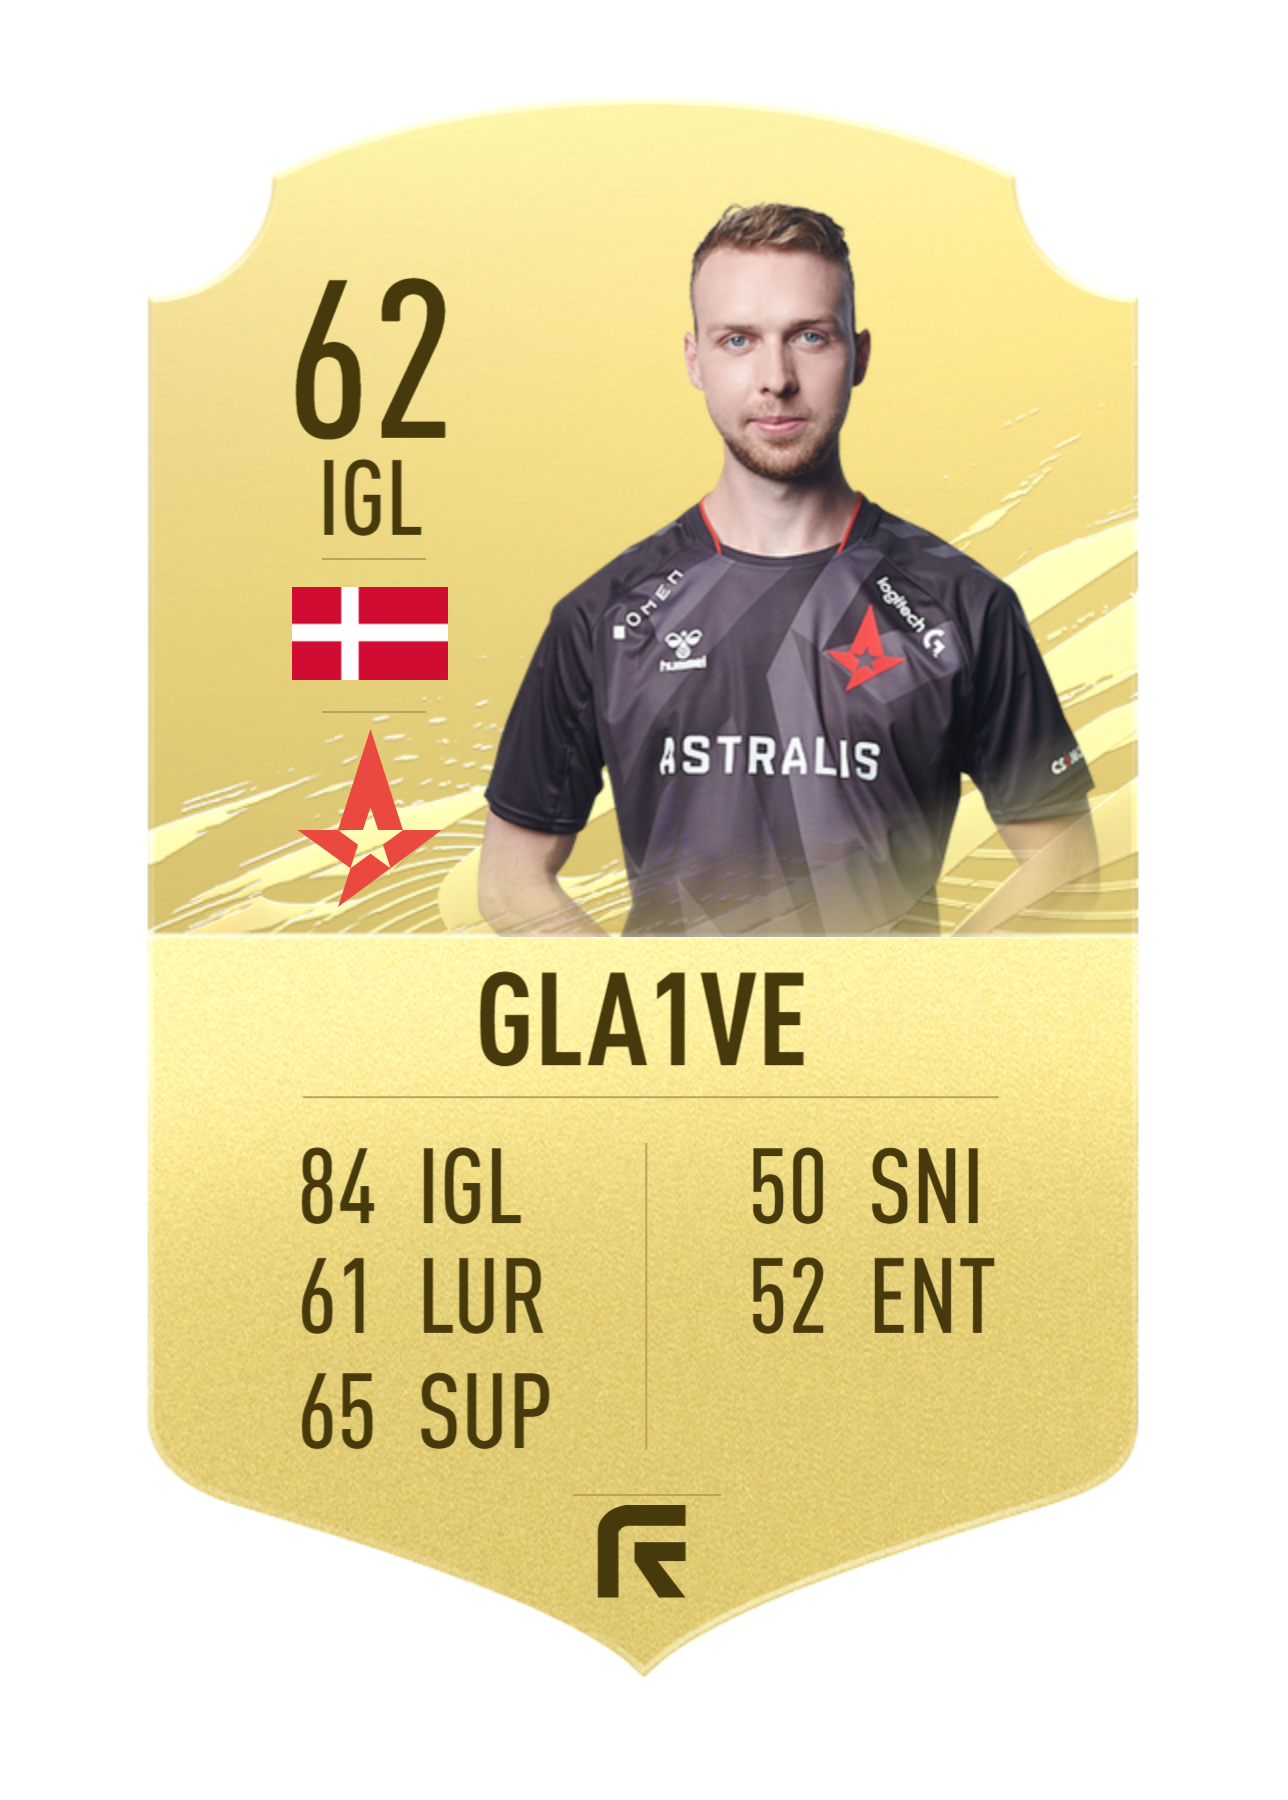 62
IGL
OMEN
hummel
logitech G
ASTRALIS
GLA1VE
84 IGL
61 LUR
65 SUP
50 SNI
52 ENT